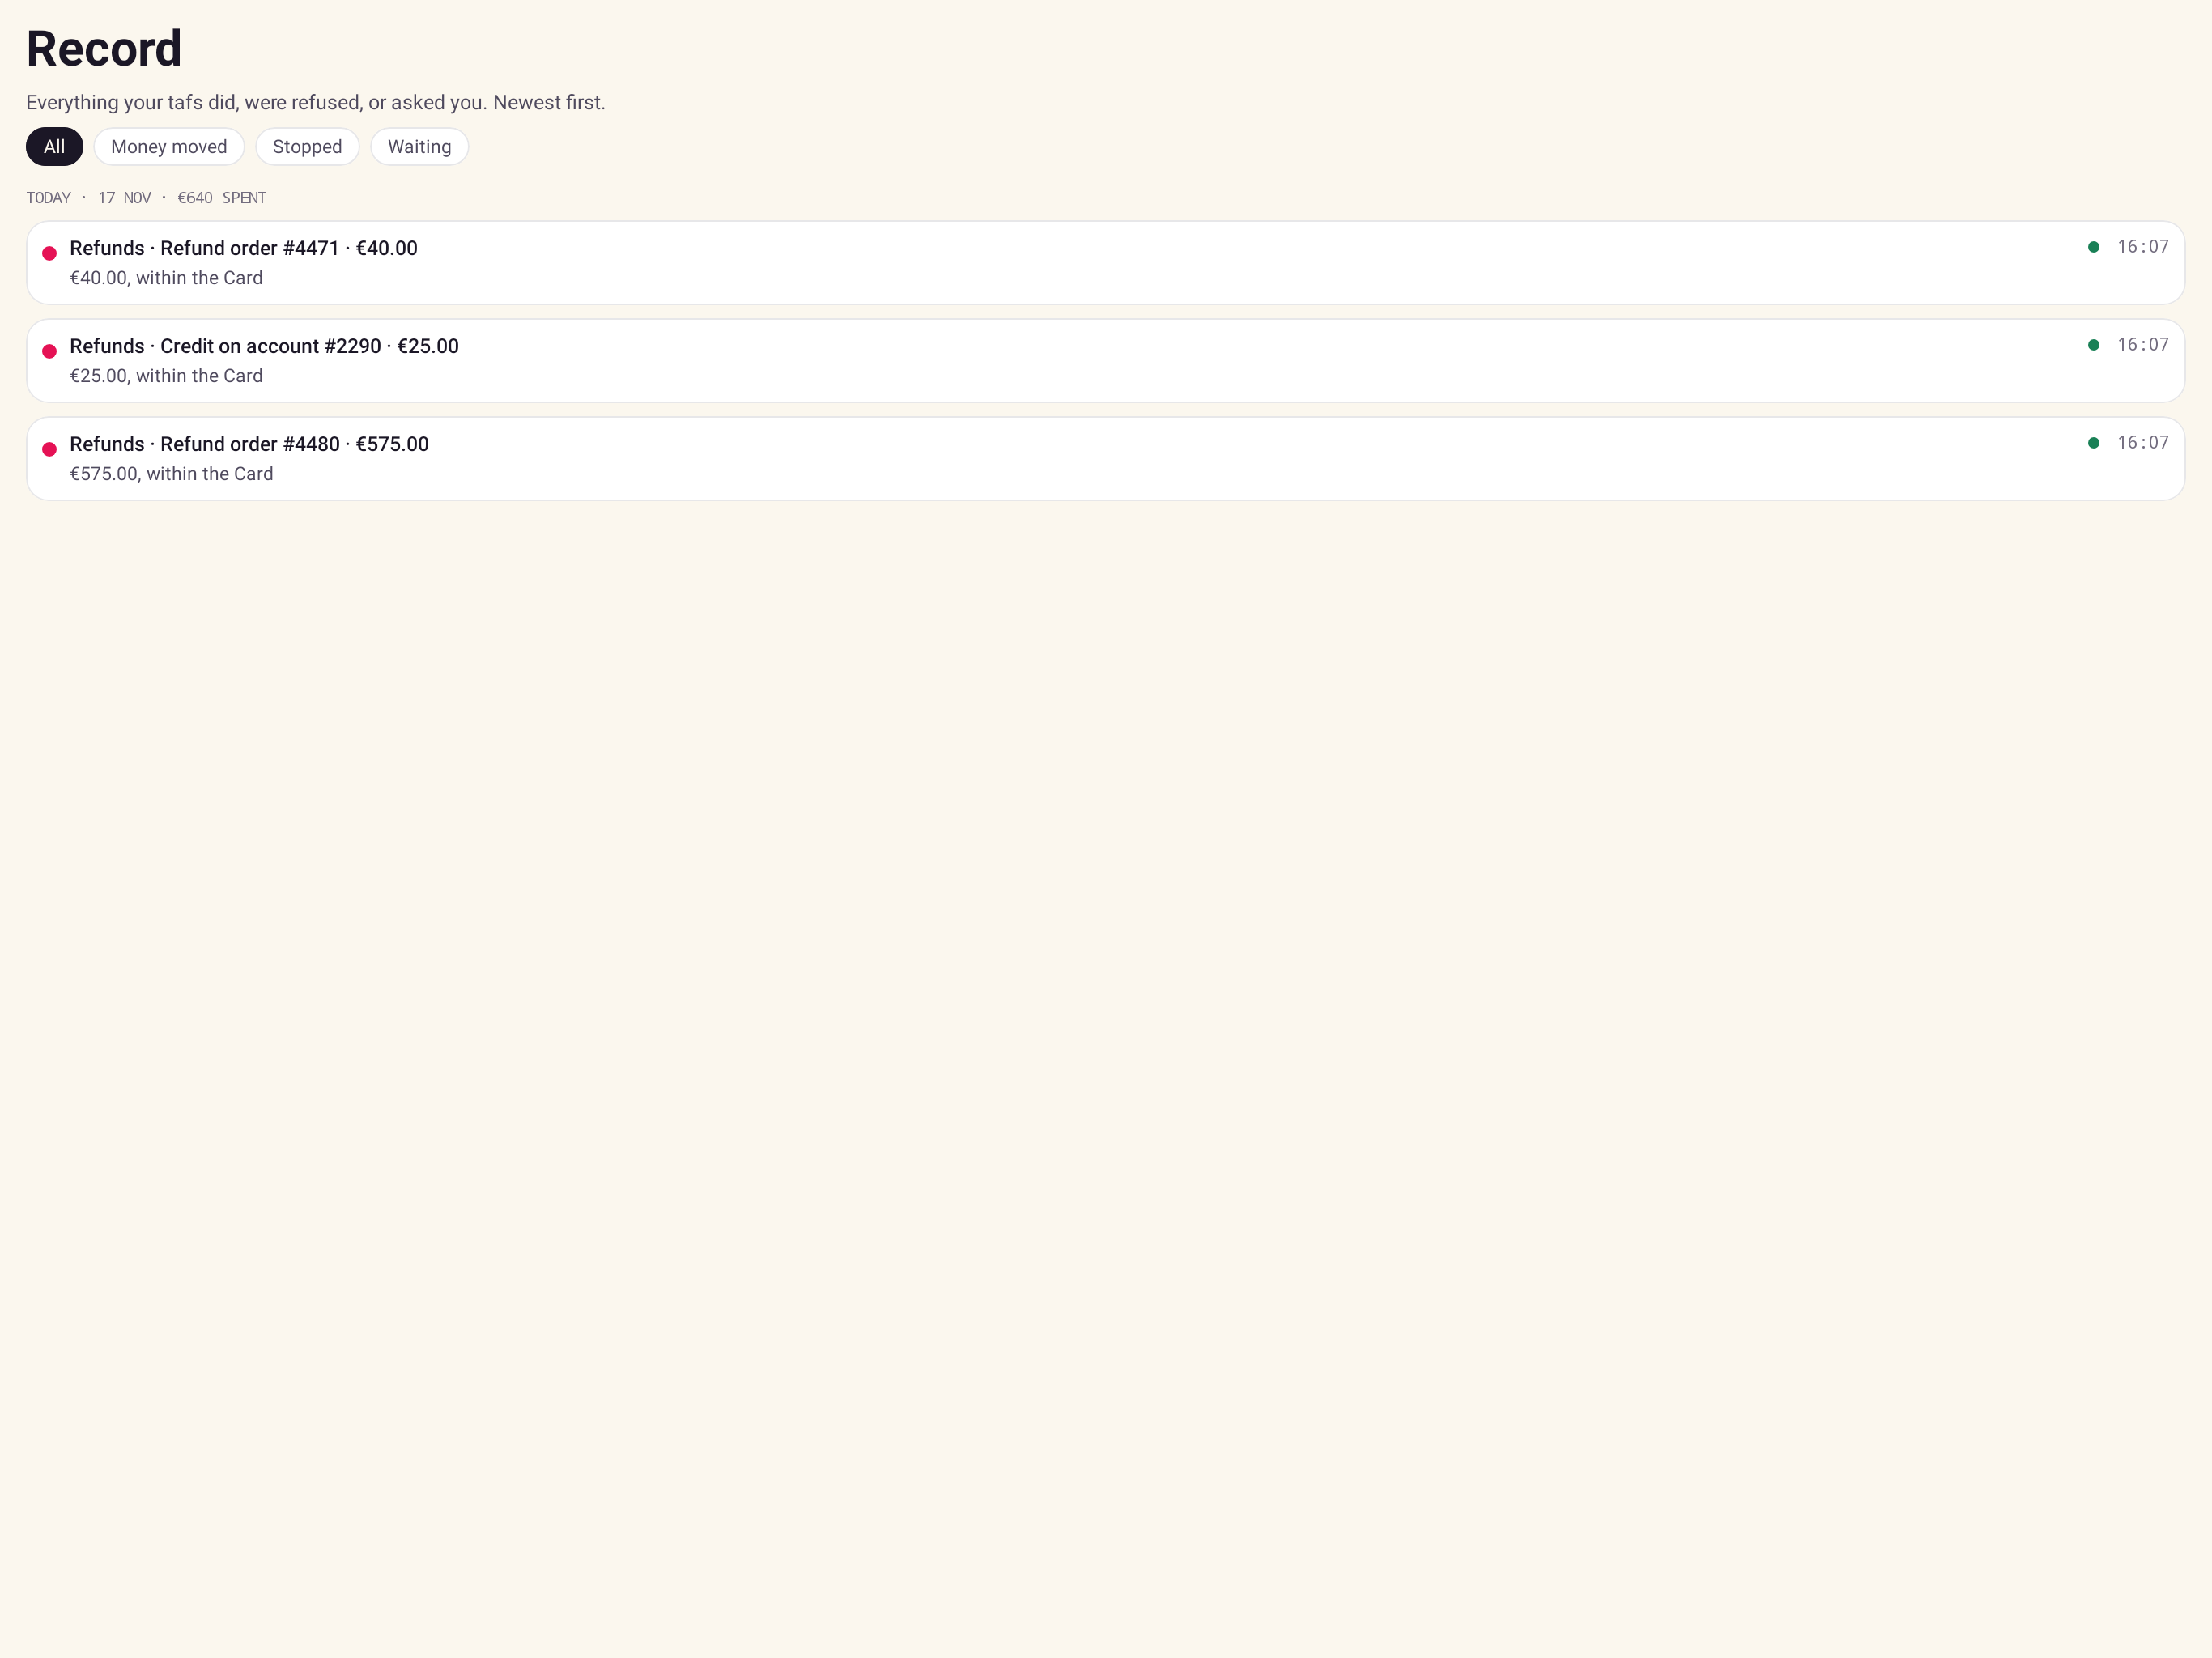 Record
Everything your tafs did, were refused, or asked you. Newest first.
All Money moved Stopped Waiting
TODAY · 17 NOV · €640 SPENT
Refunds · Refund order #4471 · €40.00 16:07
€40.00, within the Card
Refunds · Credit on account #2290 · €25.00 16:07
€25.00, within the Card
Refunds · Refund order #4480 · €575.00 16:07
€575.00, within the Card